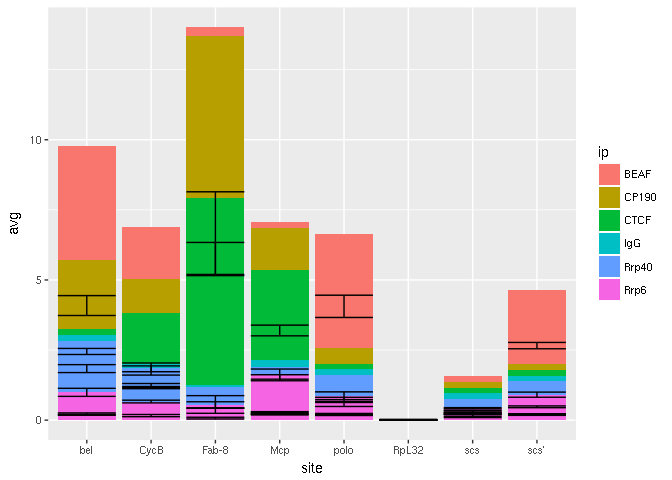 10
5
0
avg
bel CycB Fab-8 Mcp polo RpL32 scs scs'
site
ip
BEAF
CP190
CTCF
IgG
Rrp40
Rrp6